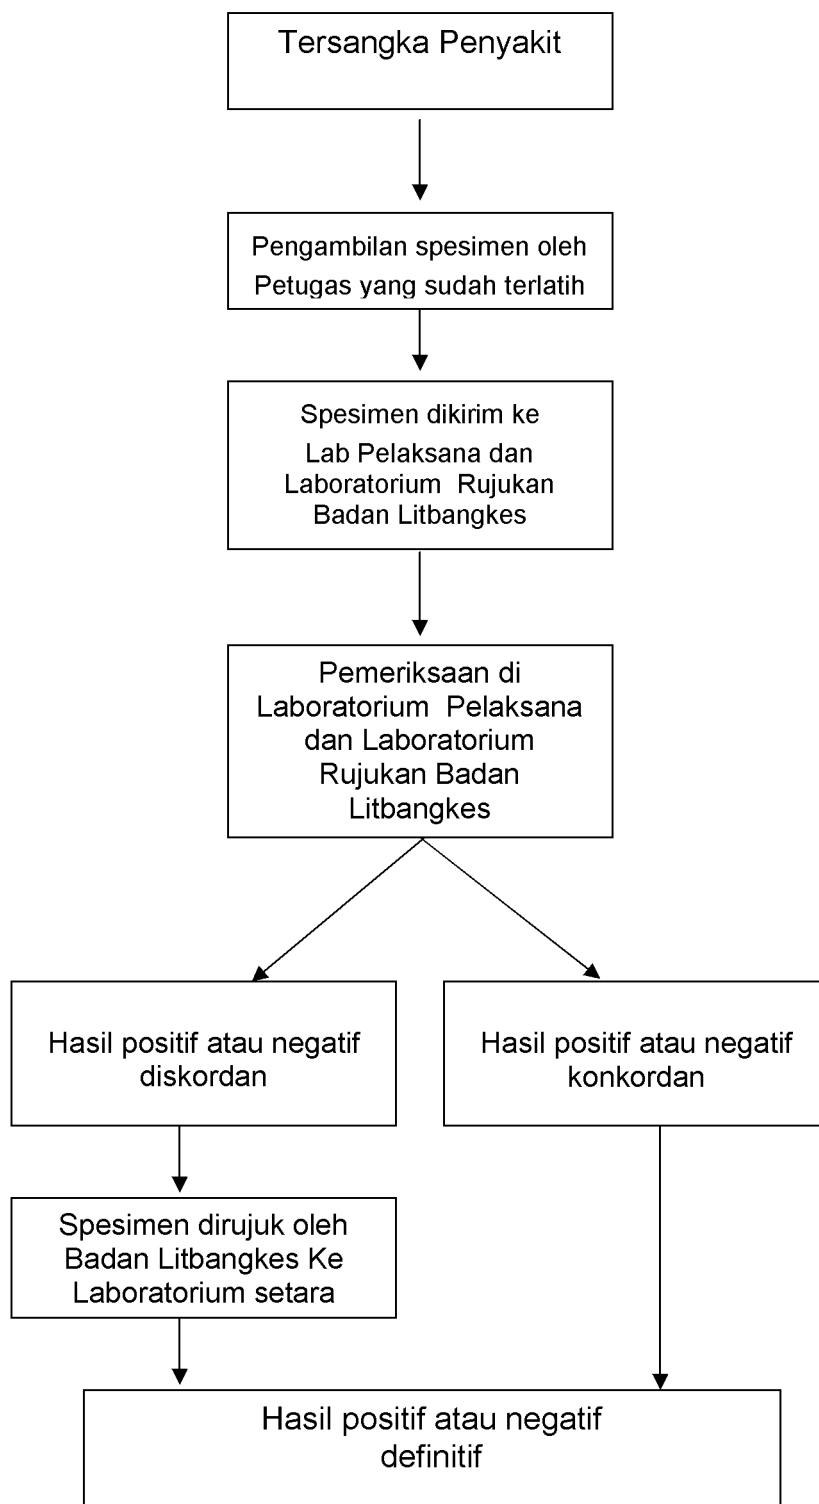 Tersangka Penyakit
Pengambilan spesimen oleh
Petugas yang sudah terlatih
Spesimen dikirim ke
Lab Pelaksana dan
Laboratorium Rujukan
Badan Litbangkes
Pemeriksaan di
Laboratorium Pelaksana
dan Laboratorium
Rujukan Badan
Litbangkes
Hasil positif atau negatif
diskordan
Hasil positif atau negatif
konkordan
Spesimen dirujuk oleh
Badan Litbangkes Ke
Laboratorium setara
Hasil positif atau negatif
definitif